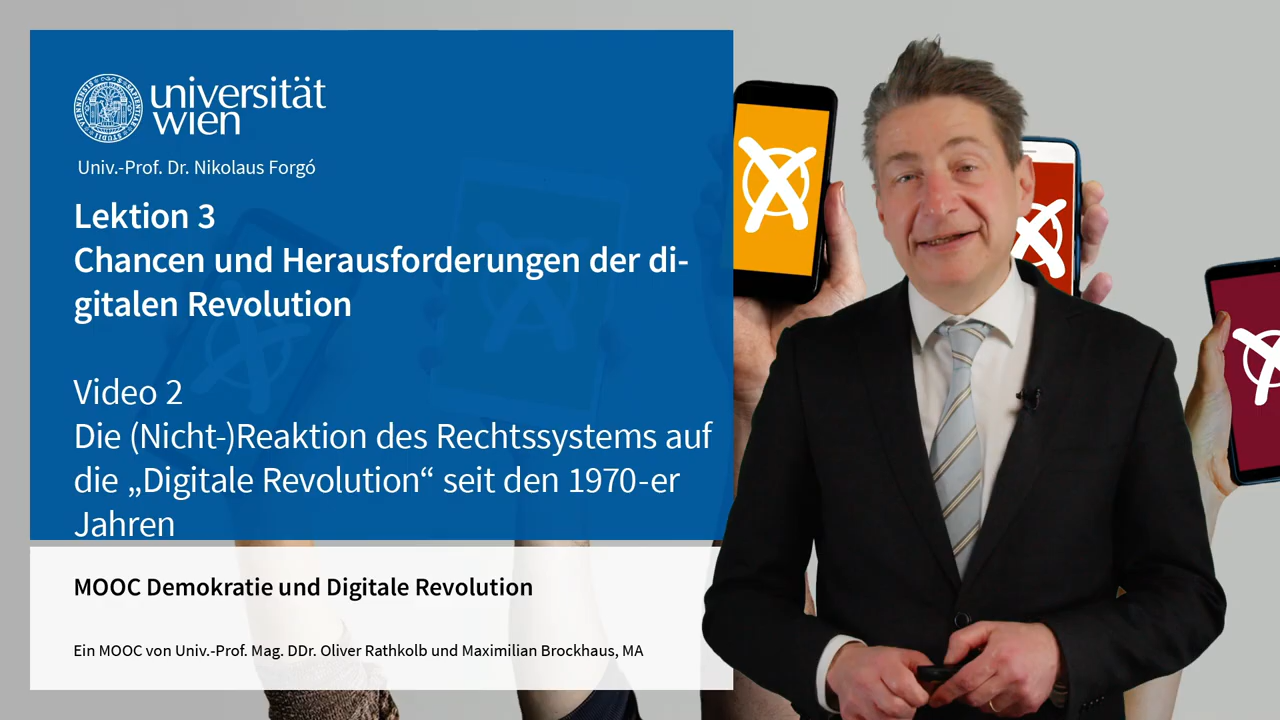 universität
wien
Univ.-Prof. Dr. Nikolaus Forgó
Lektion 3
Chancen und Herausforderungen der di-
gitalen Revolution
Video 2
Die (Nicht-)Reaktion des Rechtssystems auf
die „Digitale Revolution“ seit den 1970-er
Jahren
MOOC Demokratie und Digitale Revolution
Ein MOOC von Univ.-Prof. Mag. DDr. Oliver Rathkolb und Maximilian Brockhaus, MA